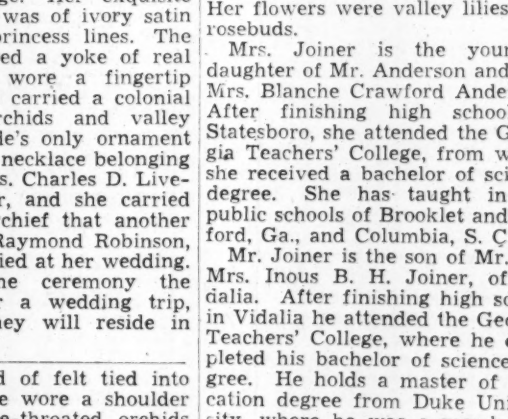 was of ivory satin
princess lines. The
ed a yoke of real
wore a fingertip
carried a colonial
rchids and valley
de's only ornament
necklace belonging
s. Charles D. Live-
r, and she carried
chief that another
Raymond Robinson,
ied at her wedding.
he ceremony the
r a wedding trip,
hey will reside in
d of felt tied into
e wore a shoulder
throated orchids
Her flowers were valley lilies
rosebuds.
Mrs. Joiner is the your
daughter of Mr. Anderson and
Mrs. Blanche Crawford Ande
After finishing high schoo
Statesboro, she attended the G
gia Teachers' College, from w
she received a bachelor of sci
degree. She has taught in
public schools of Brooklet and
ford, Ga., and Columbia, S. C
Mr. Joiner is the son of Mr.
Mrs. Inous B. H. Joiner, of
dalia. After finishing high sc
in Vidalia he attended the Geo
Teachers' College, where he c
pleted his bachelor of science
gree. He holds a master of
cation degree from Duke Uni